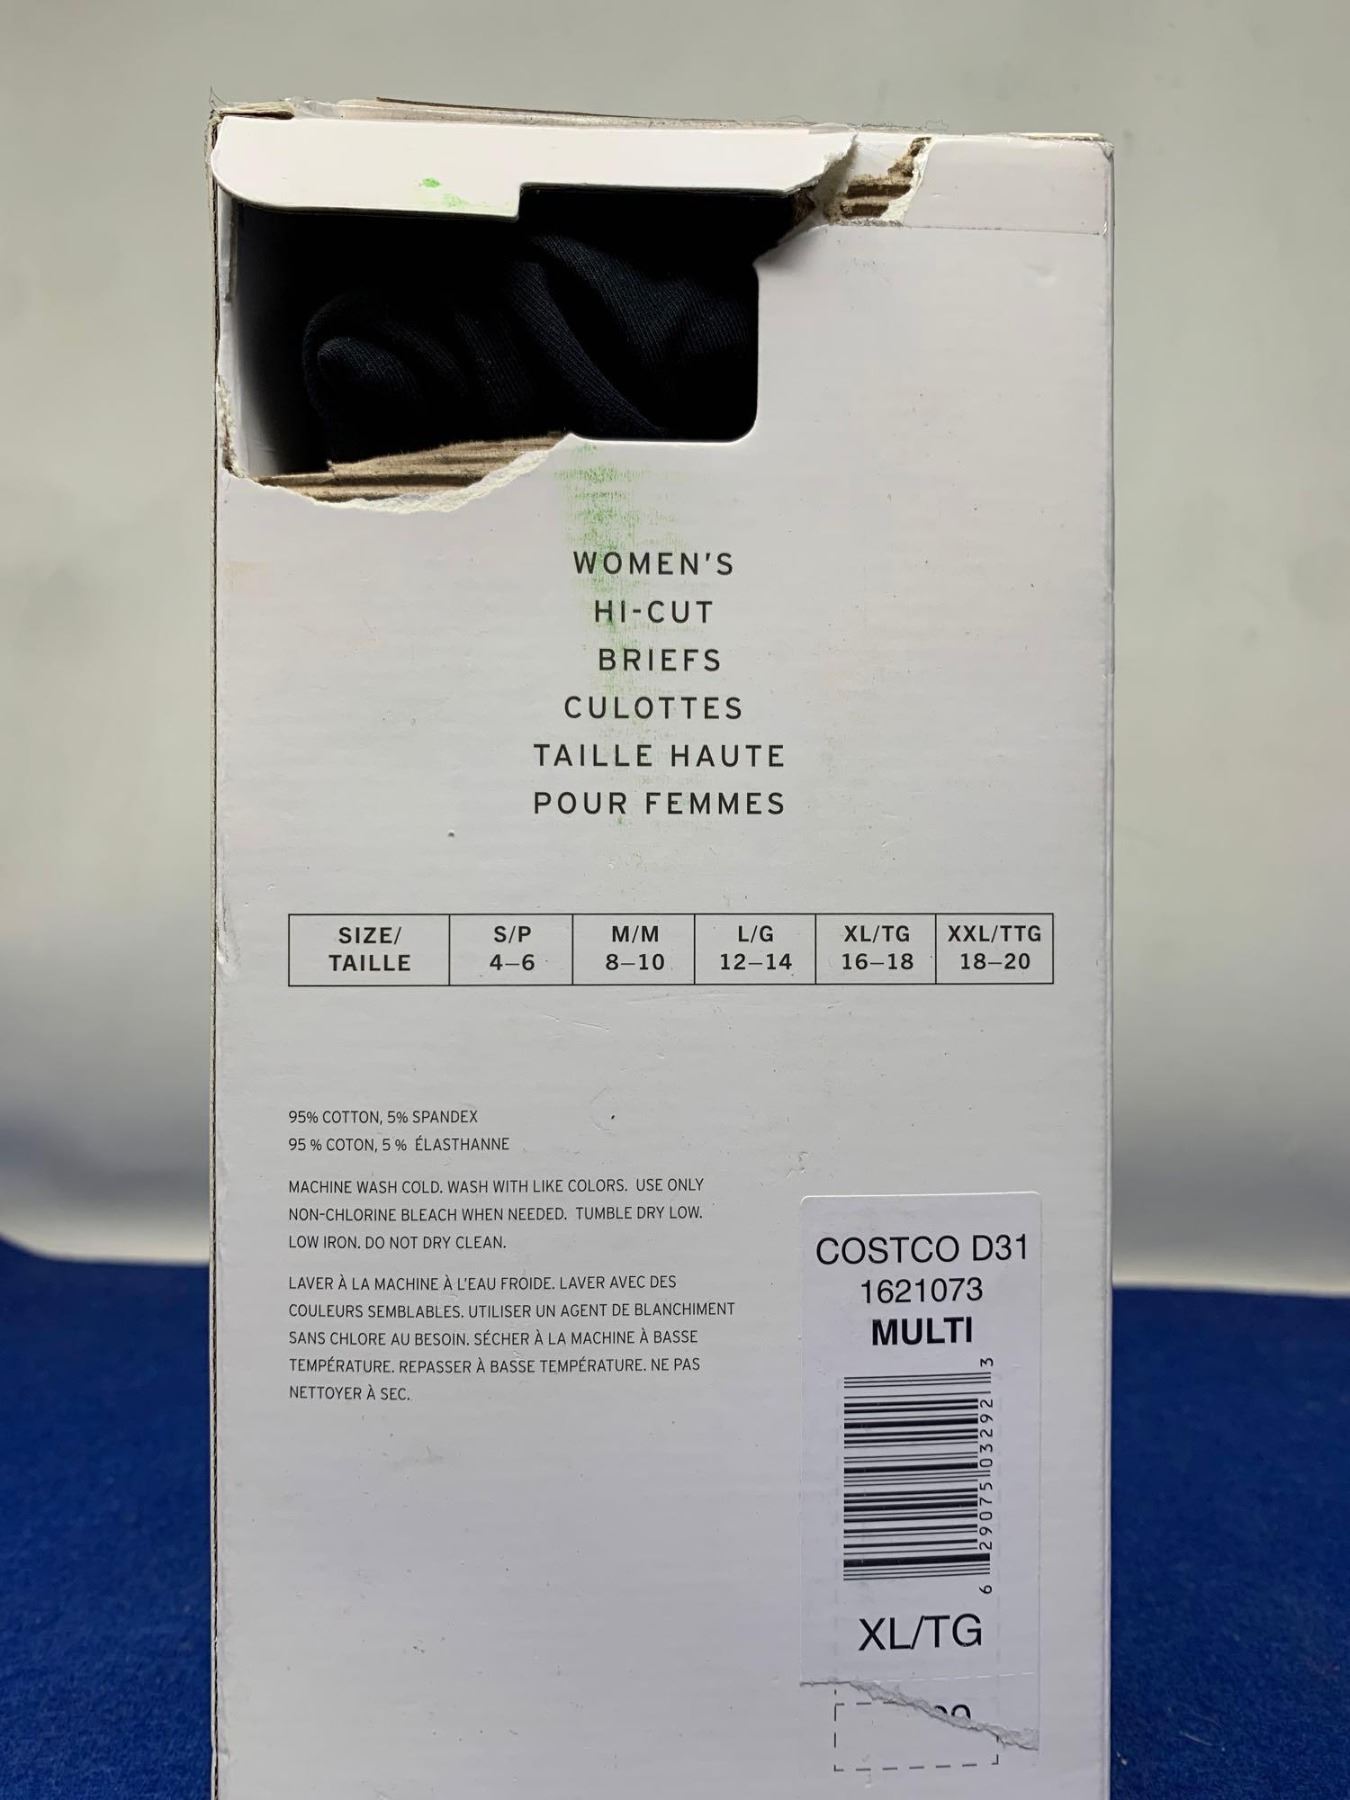 WOMEN'S
HI-CUT
BRIEFS
CULOTTES
TAILLE HAUTE
POUR FEMMES
SIZE/ S/P M/M L/G XL/TG XXL/TTG
TAILLE 4–6 8–10 12–14 16–18 18–20
95% COTTON, 5% SPANDEX
95 % COTON, 5 % ÉLASTHANNE
MACHINE WASH COLD. WASH WITH LIKE COLORS. USE ONLY
NON-CHLORINE BLEACH WHEN NEEDED. TUMBLE DRY LOW.
LOW IRON. DO NOT DRY CLEAN.
LAVER À LA MACHINE À L'EAU FROIDE. LAVER AVEC DES
COULEURS SEMBLABLES. UTILISER UN AGENT DE BLANCHIMENT
SANS CHLORE AU BESOIN. SÉCHER À LA MACHINE À BASSE
TEMPÉRATURE. REPASSER À BASSE TEMPÉRATURE. NE PAS
NETTOYER À SEC.
COSTCO D31
1621073
MULTI
6 29075 03292 3
XL/TG